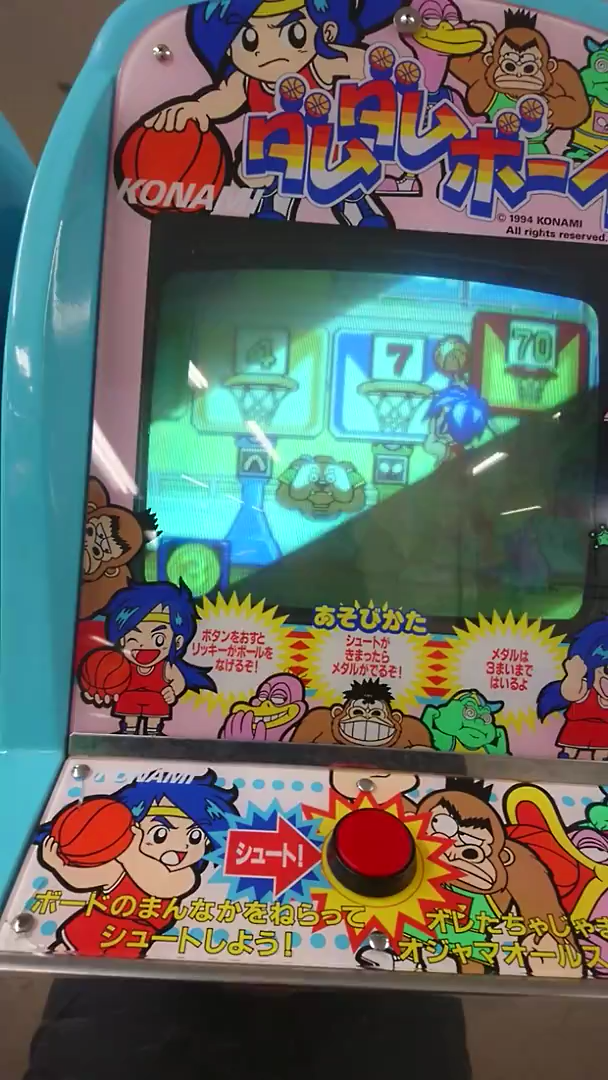 ダムダムボーイ
KONAMI
© 1994 KONAMI
All rights reserved.
4
7
70
あそびかた
ボタンをおすと
リッキーがボールを
なげるぞ!
シュートが
きまったら
メダルがでるぞ!
メダルは
3まいまで
はいるよ
KONAMI
シュート!
ボードのまんなかをねらって
シュートしよう!
オレたちゃじゃま
オジャマオールス